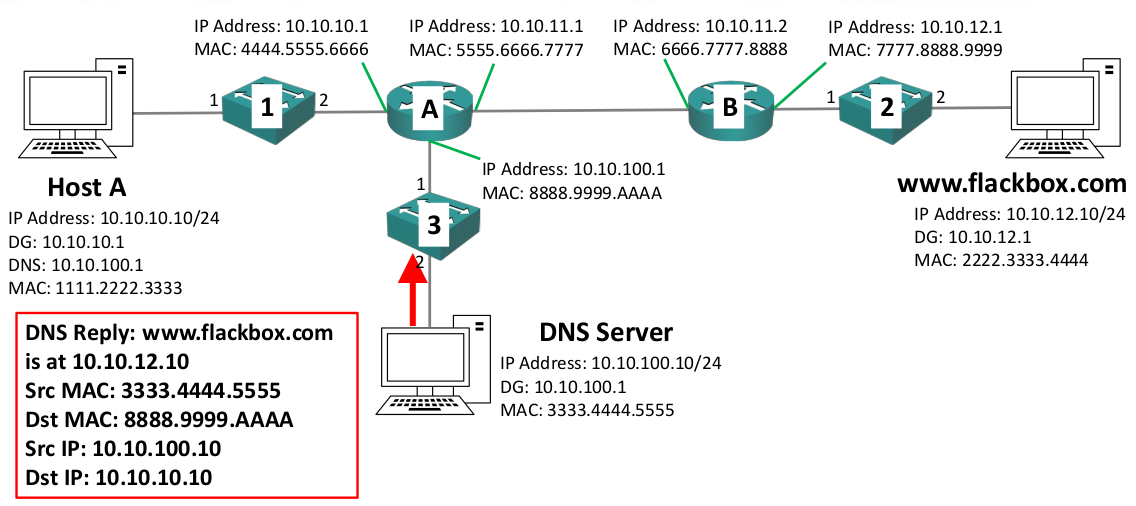 IP Address: 10.10.10.1
MAC: 4444.5555.6666
IP Address: 10.10.11.1
MAC: 5555.6666.7777
IP Address: 10.10.11.2
MAC: 6666.7777.8888
IP Address: 10.10.12.1
MAC: 7777.8888.9999
1
1
2
A
B
1
2
2
IP Address: 10.10.100.1
MAC: 8888.9999.AAAA
Host A
IP Address: 10.10.10.10/24
DG: 10.10.10.1
DNS: 10.10.100.1
MAC: 1111.2222.3333
www.flackbox.com
IP Address: 10.10.12.10/24
DG: 10.10.12.1
MAC: 2222.3333.4444
1
3
2
DNS Server
IP Address: 10.10.100.10/24
DG: 10.10.100.1
MAC: 3333.4444.5555
DNS Reply: www.flackbox.com
is at 10.10.12.10
Src MAC: 3333.4444.5555
Dst MAC: 8888.9999.AAAA
Src IP: 10.10.100.10
Dst IP: 10.10.10.10